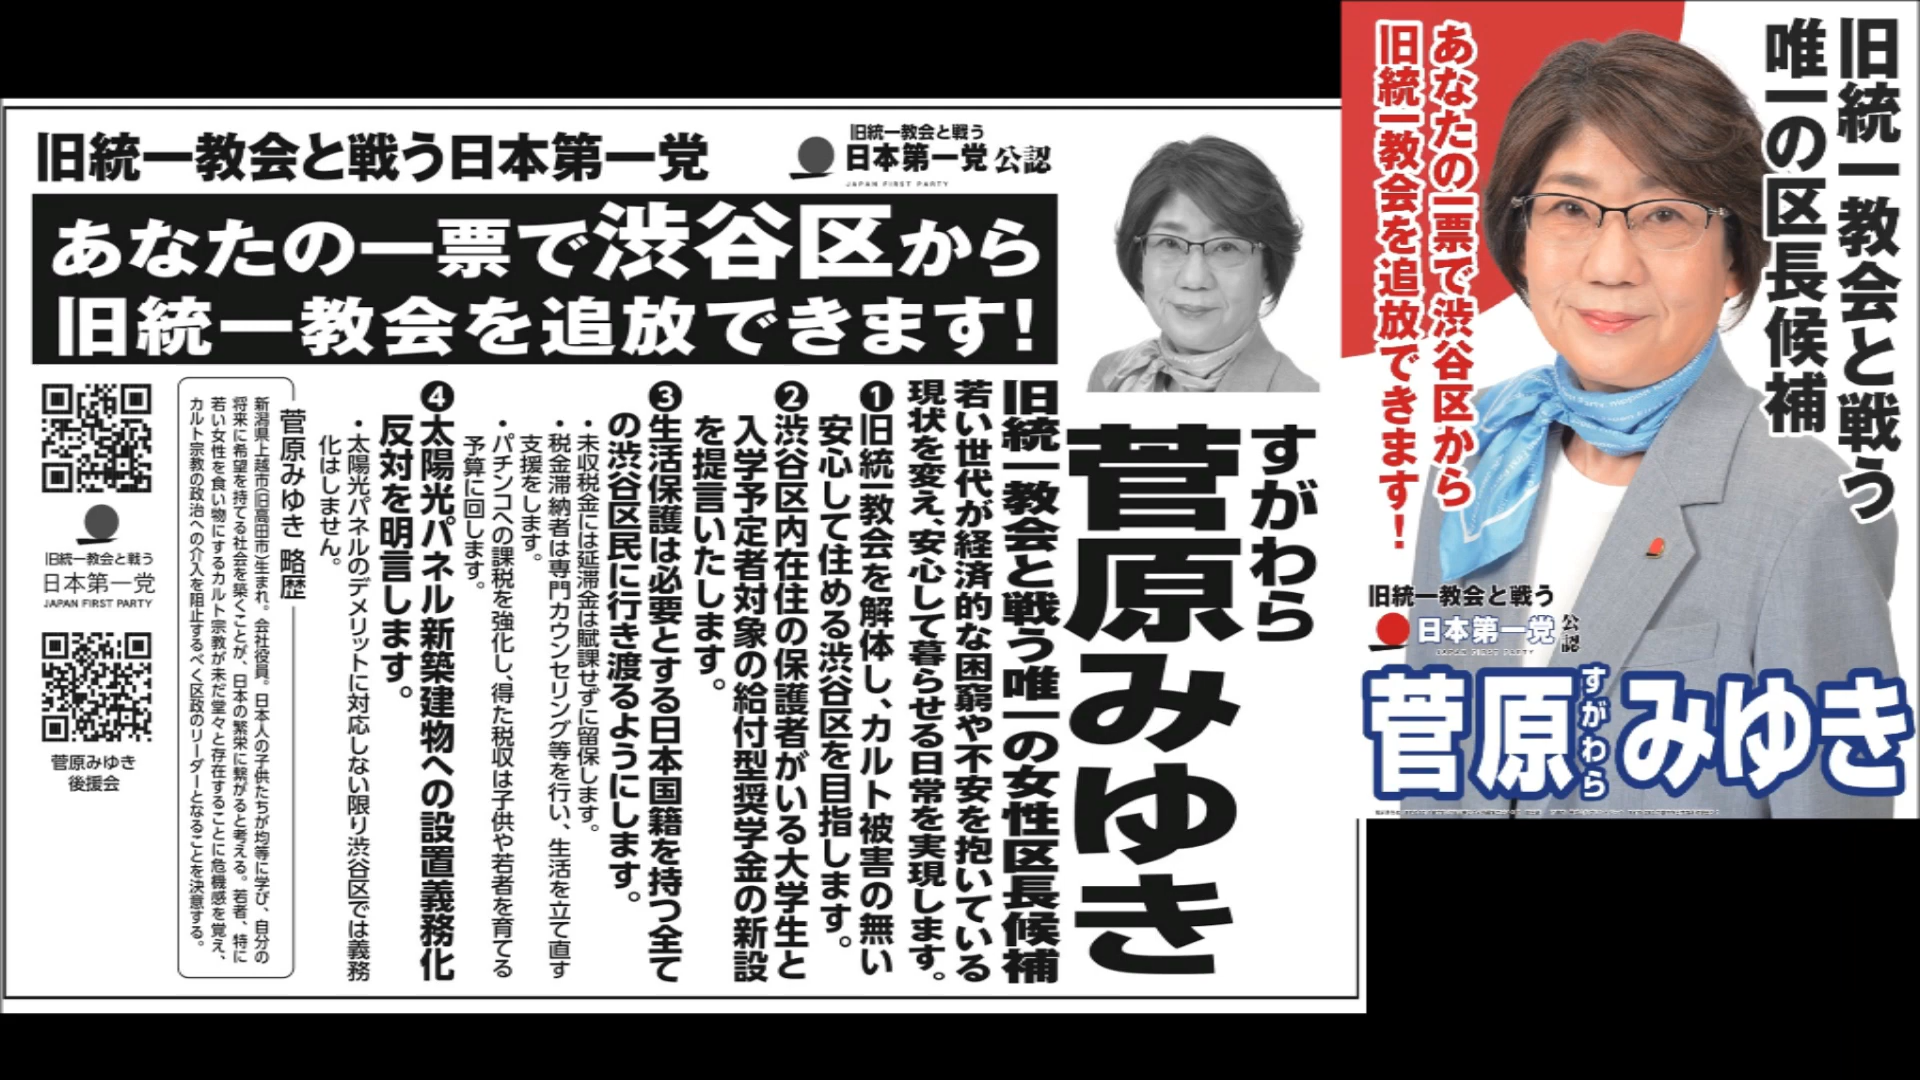 旧統一教会と戦う日本第一党
旧統一教会と戦う
日本第一党 公認
JAPAN FIRST PARTY
あなたの一票で渋谷区から
旧統一教会を追放できます!
すがわら
菅原みゆき
旧統一教会と戦う唯一の女性区長候補
若い世代が経済的な困窮や不安を抱いている
現状を変え、安心して暮らせる日常を実現します。
❶旧統一教会を解体し、カルト被害の無い
安心して住める渋谷区を目指します。
❷渋谷区内在住の保護者がいる大学生と
入学予定者対象の給付型奨学金の新設
を提言いたします。
❸生活保護は必要とする日本国籍を持つ全て
の渋谷区民に行き渡るようにします。
・未収税金には延滞金は賦課せずに留保します。
・税金滞納者は専門カウンセリング等を行い、生活を立て直す
支援をします。
・パチンコへの課税を強化し、得た税収は子供や若者を育てる
予算に回します。
❹太陽光パネル新築建物への設置義務化
反対を明言します。
・太陽光パネルのデメリットに対応しない限り渋谷区では義務
化はしません。
菅原みゆき 略歴
新潟県上越市(旧高田市)生まれ。会社役員。日本人の子供たちが均等に学び、自分の
将来に希望を持てる社会を築くことが、日本の繁栄に繋がると考える。若者、特に
若い女性を食い物にするカルト宗教が未だ堂々と存在することに危機感を覚え、
カルト宗教の政治への介入を阻止するべく区政のリーダーとなることを決意する。
旧統一教会と戦う
日本第一党
JAPAN FIRST PARTY
菅原みゆき
後援会
旧統一教会と戦う
唯一の区長候補
あなたの一票で渋谷区から
旧統一教会を追放できます!
旧統一教会と戦う
日本第一党 公認
JAPAN FIRST PARTY
菅原みゆき
すがわら